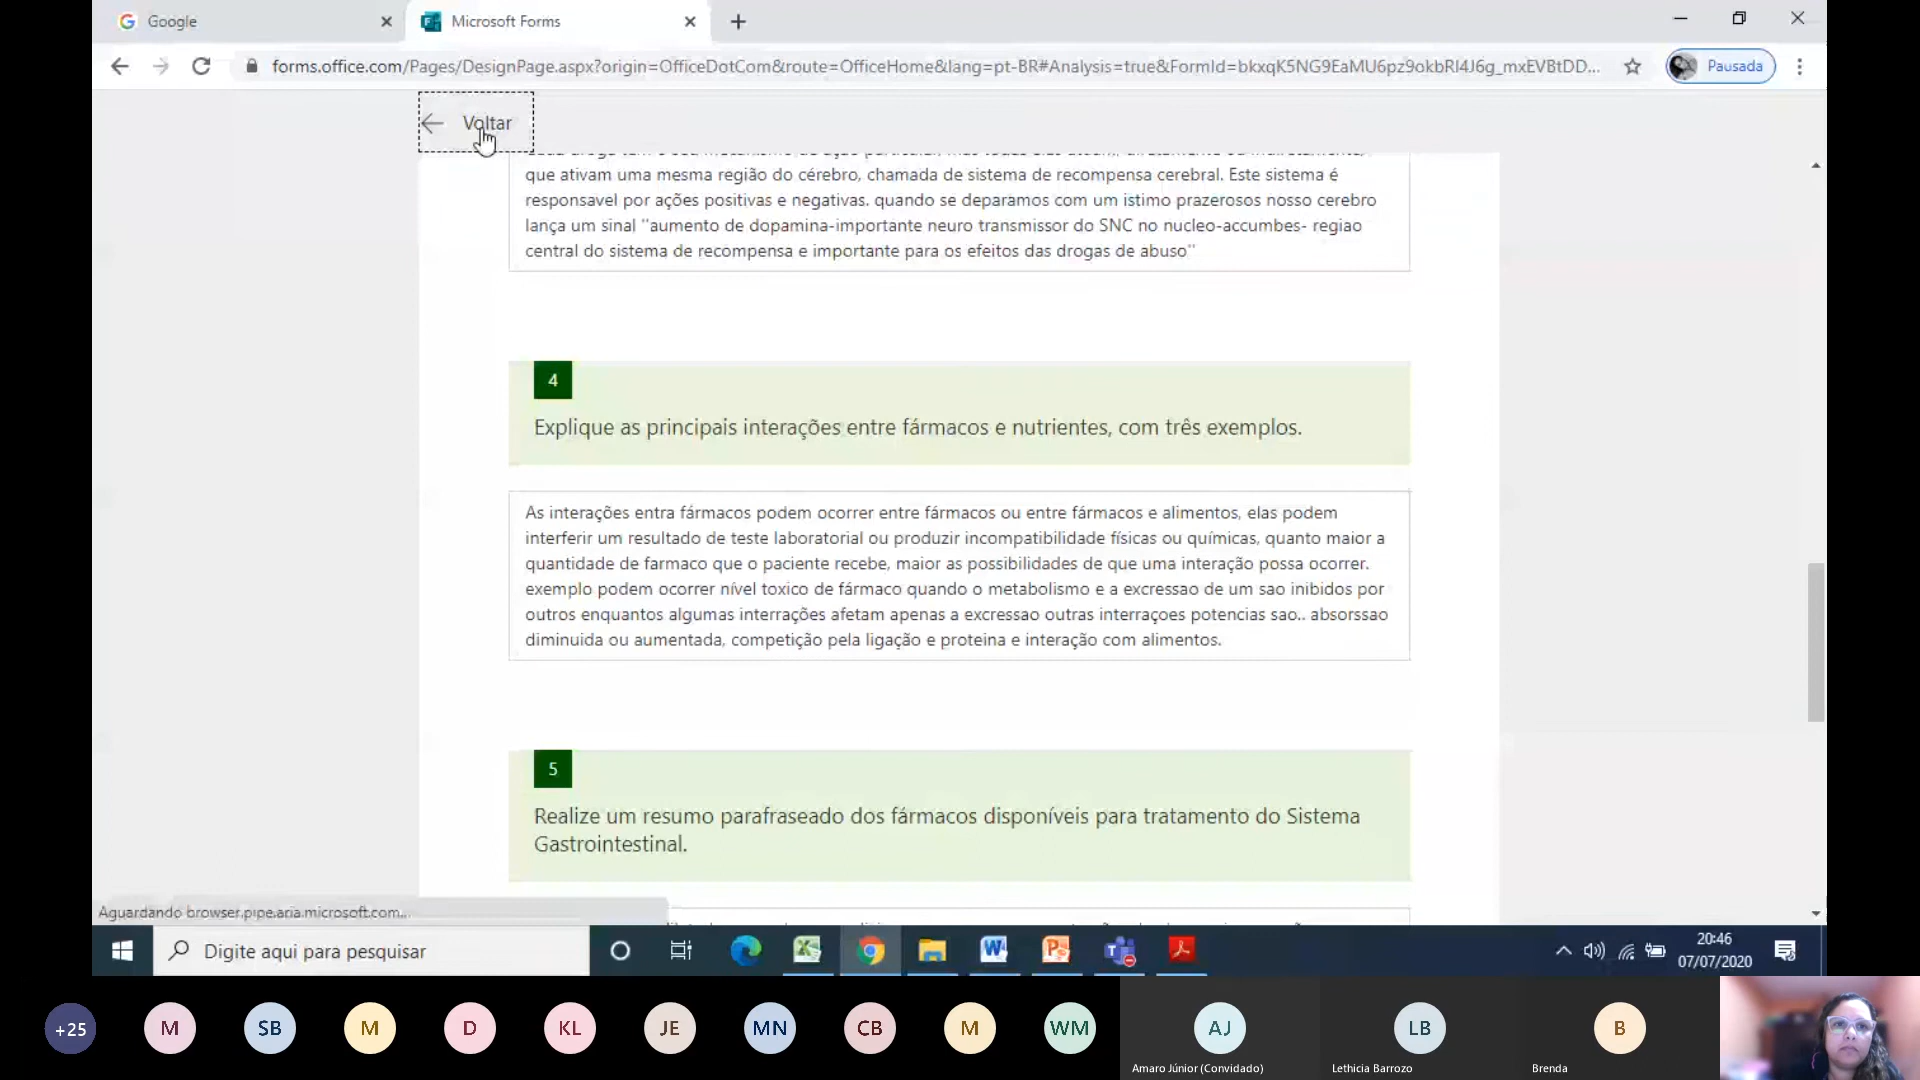 Google
Microsoft Forms
forms.office.com/Pages/DesignPage.aspx?origin=OfficeDotCom&route=OfficeHome&lang=pt-BR#Analysis=true&FormId=bkxqK5NG9EaMU6pz9okbRI4J6g_mxEVBtDD...
Pausada
Voltar
que ativam uma mesma região do cérebro, chamada de sistema de recompensa cerebral. Este sistema é
responsavel por ações positivas e negativas. quando se deparamos com um istimo prazerosos nosso cerebro
lança um sinal ''aumento de dopamina-importante neuro transmissor do SNC no nucleo-accumbes- regiao
central do sistema de recompensa e importante para os efeitos das drogas de abuso''
4
Explique as principais interações entre fármacos e nutrientes, com três exemplos.
As interações entra fármacos podem ocorrer entre fármacos ou entre fármacos e alimentos, elas podem
interferir um resultado de teste laboratorial ou produzir incompatibilidade físicas ou químicas, quanto maior a
quantidade de farmaco que o paciente recebe, maior as possibilidades de que uma interação possa ocorrer.
exemplo podem ocorrer nível toxico de fármaco quando o metabolismo e a excressao de um sao inibidos por
outros enquantos algumas interrações afetam apenas a excressao outras interraçoes potencias sao.. absorssao
diminuida ou aumentada, competição pela ligação e proteina e interação com alimentos.
5
Realize um resumo parafraseado dos fármacos disponíveis para tratamento do Sistema
Gastrointestinal.
Aguardando browser.pipe.aria.microsoft.com...
Digite aqui para pesquisar
20:46
07/07/2020
+25
M
SB
M
D
KL
JE
MN
CB
M
WM
AJ
LB
B
Amaro Júnior (Convidado)
Lethicia Barrozo
Brenda